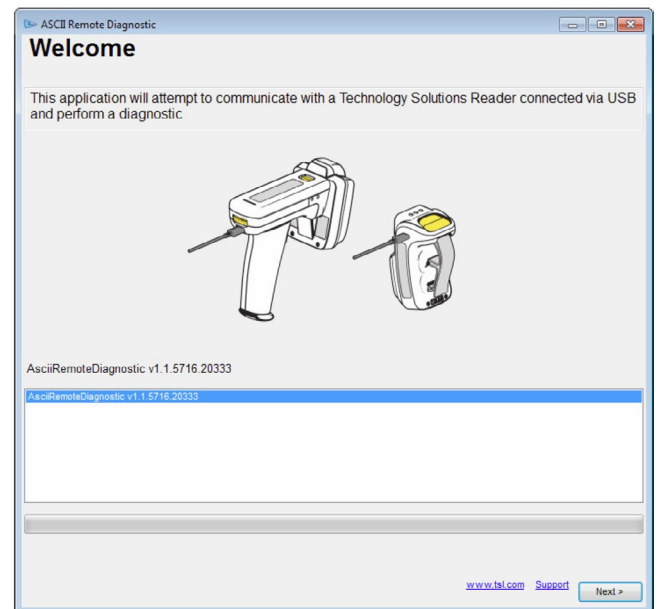 ASCII Remote Diagnostic
Welcome
This application will attempt to communicate with a Technology Solutions Reader connected via USB
and perform a diagnostic
AsciiRemoteDiagnostic v1.1.5716.20333
AsciiRemoteDiagnostic v1.1.5716.20333
www.tsl.com Support Next >